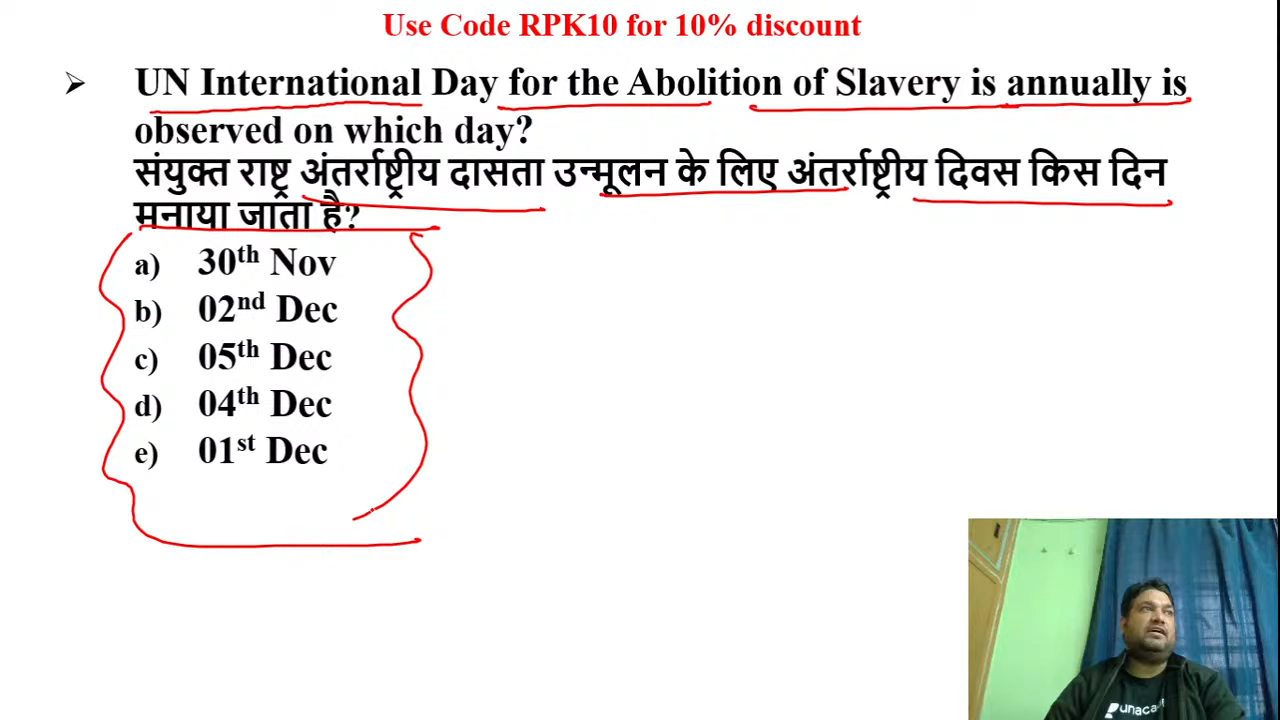 Use Code RPK10 for 10% discount
➢ UN International Day for the Abolition of Slavery is annually is
observed on which day?
संयुक्त राष्ट्र अंतर्राष्ट्रीय दासता उन्मूलन के लिए अंतर्राष्ट्रीय दिवस किस दिन
मनाया जाता है?
a) 30th Nov
b) 02nd Dec
c) 05th Dec
d) 04th Dec
e) 01st Dec